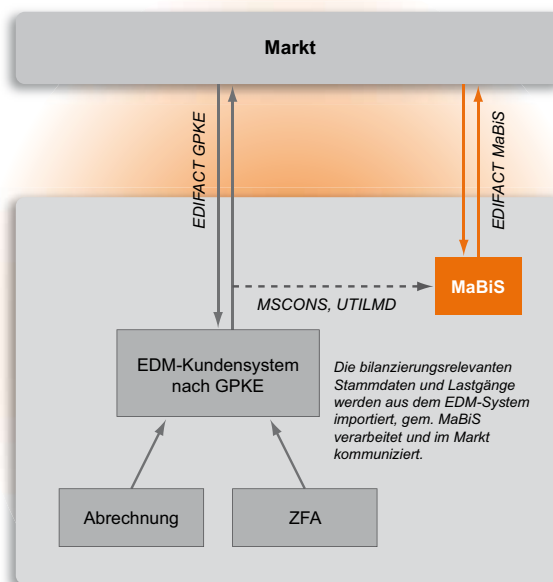 Markt
EDIFACT GPKE
EDIFACT MaBiS
MaBiS
MSCONS, UTILMD
EDM-Kundensystem
nach GPKE
Die bilanzierungsrelevanten
Stammdaten und Lastgänge
werden aus dem EDM-System
importiert, gem. MaBiS
verarbeitet und im Markt
kommuniziert.
Abrechnung
ZFA